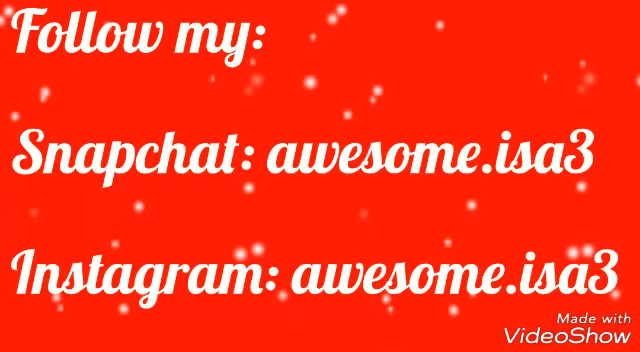 Follow my:
Snapchat: awesome.isa3
Instagram: awesome.isa3
Made with
VideoShow